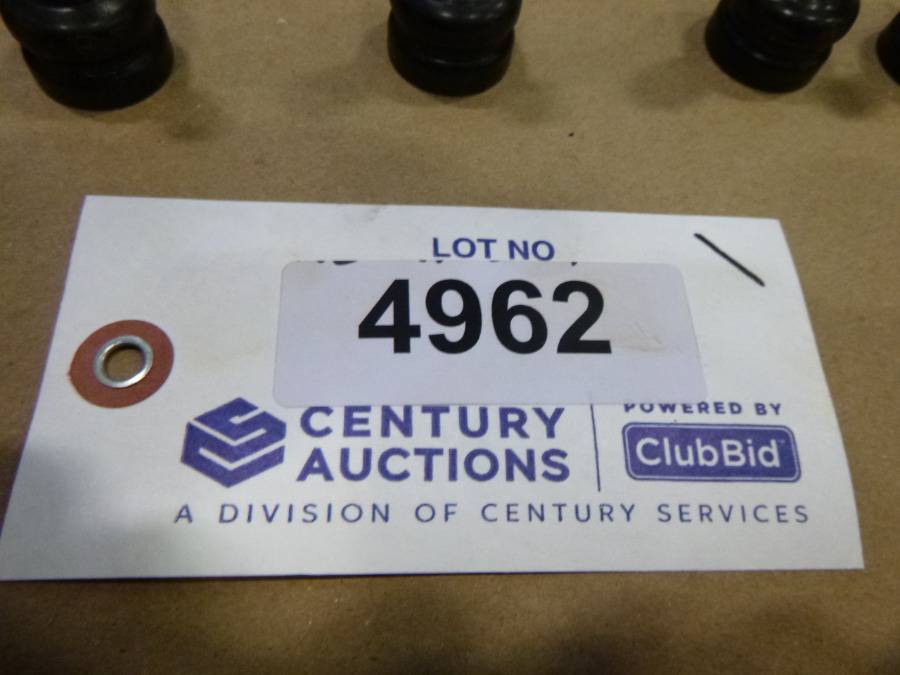 LOT NO
4962
CENTURY
AUCTIONS
POWERED BY
ClubBid
A DIVISION OF CENTURY SERVICES